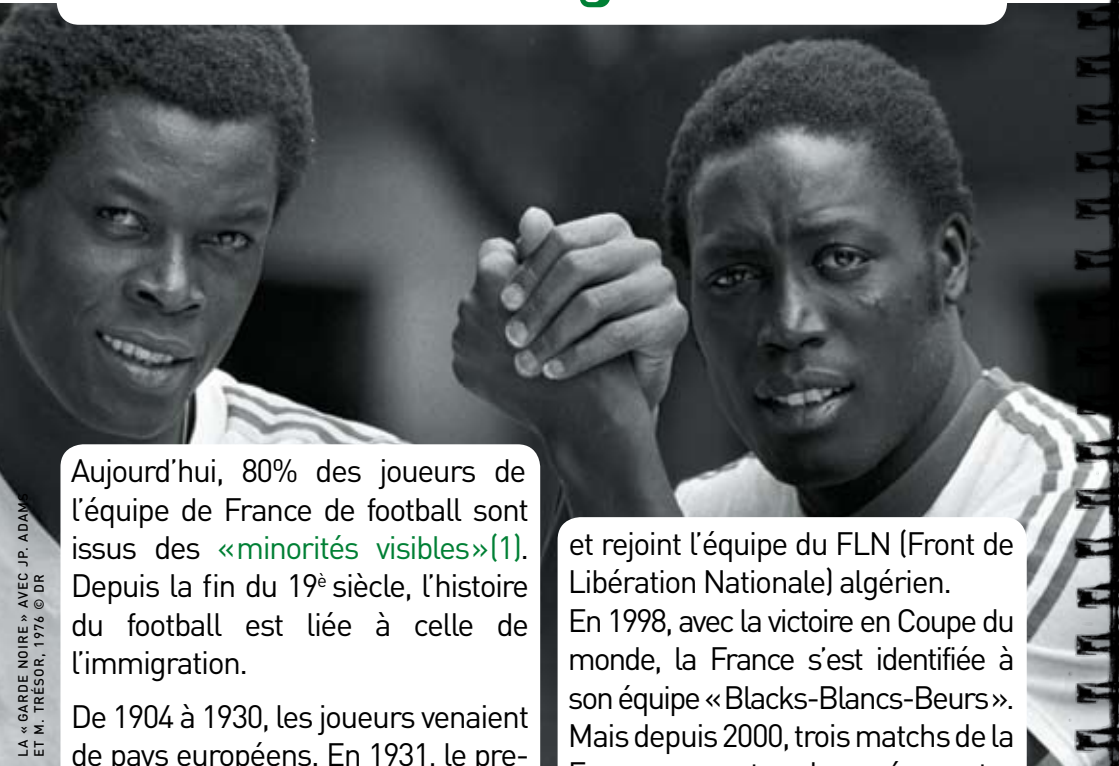 LA « GARDE NOIRE » AVEC JP. ADAMS
ET M. TRÉSOR, 1976 © DR
Aujourd'hui, 80% des joueurs de
l'équipe de France de football sont
issus des «minorités visibles»(1).
Depuis la fin du 19è siècle, l'histoire
du football est liée à celle de
l'immigration.
De 1904 à 1930, les joueurs venaient
de pays européens. En 1931, le pre-
et rejoint l'équipe du FLN (Front de
Libération Nationale) algérien.
En 1998, avec la victoire en Coupe du
monde, la France s'est identifiée à
son équipe «Blacks-Blancs-Beurs».
Mais depuis 2000, trois matchs de la